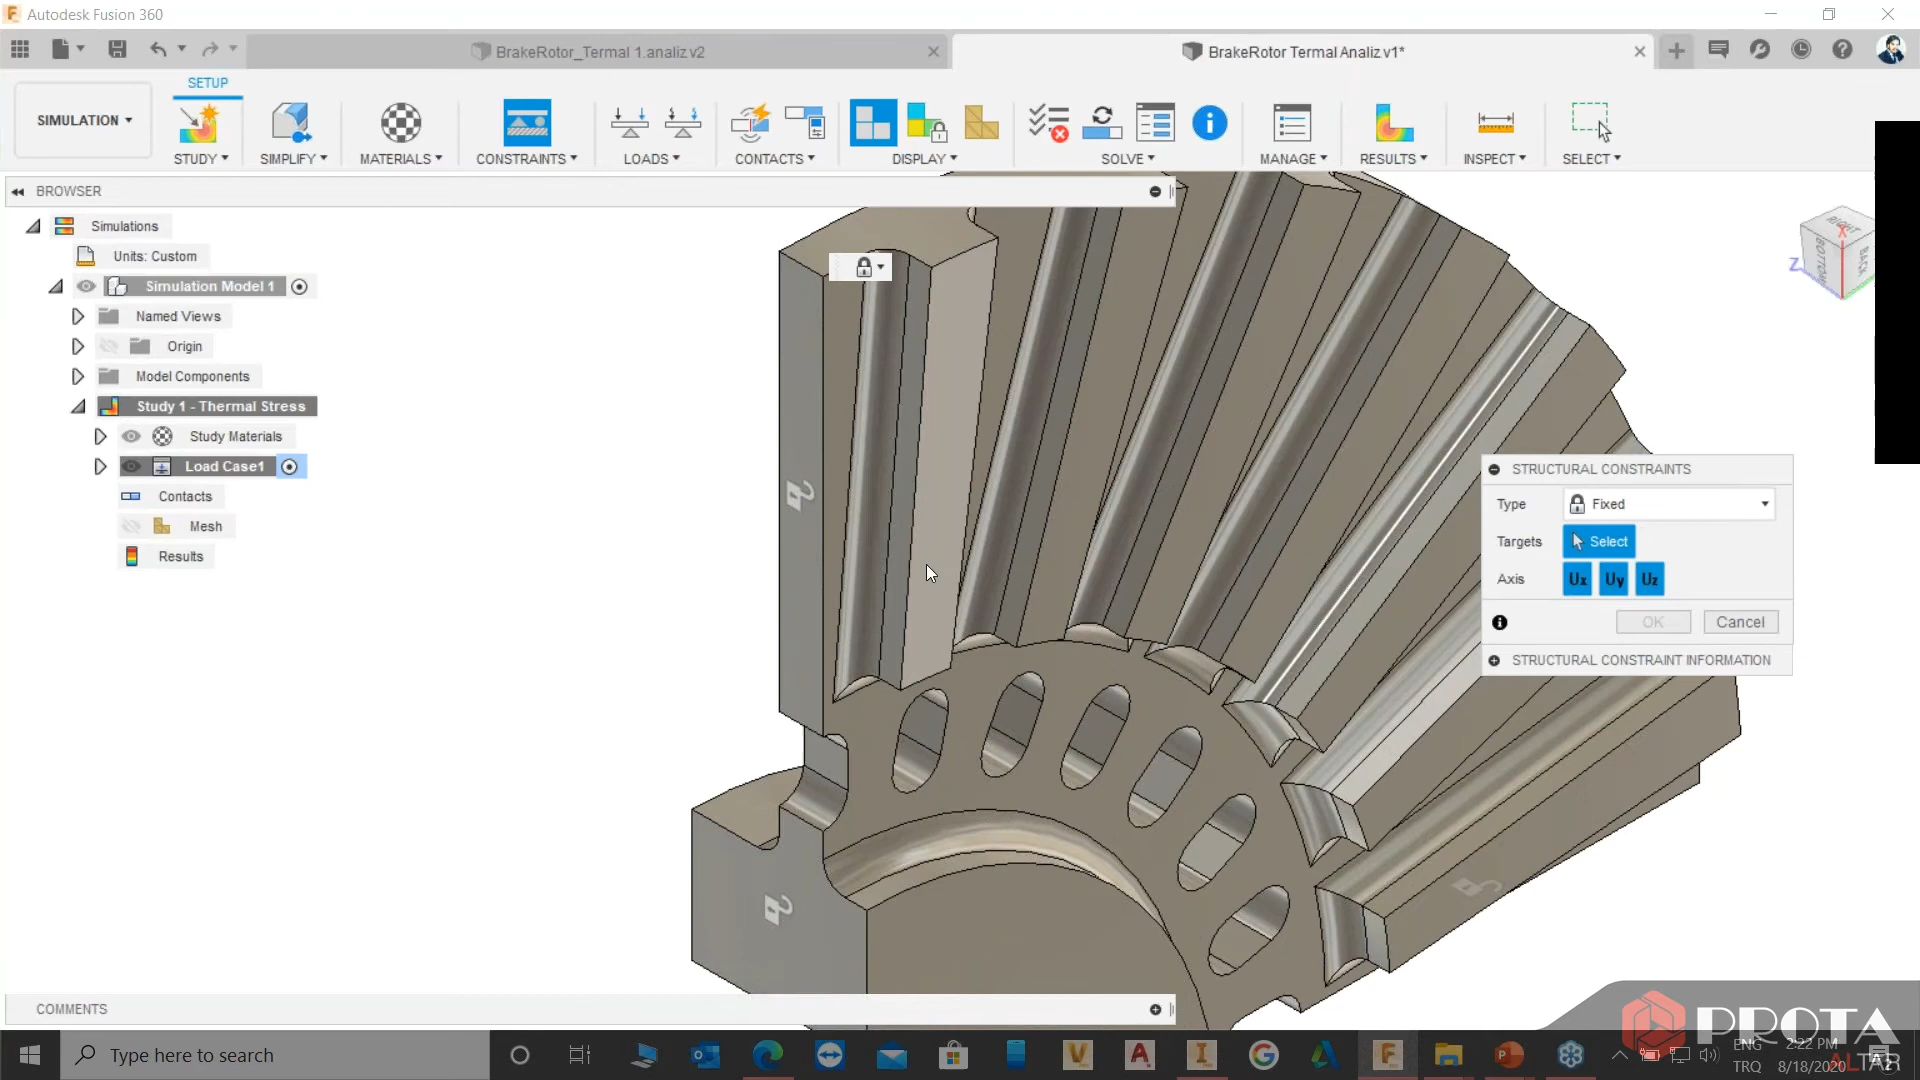 Autodesk Fusion 360
BrakeRotor_Termal 1.analiz.v2
BrakeRotor Termal Analiz v1*
SETUP
SIMULATION
STUDY
SIMPLIFY
MATERIALS
CONSTRAINTS
LOADS
CONTACTS
DISPLAY
SOLVE
MANAGE
RESULTS
INSPECT
SELECT
BROWSER
Simulations
Units: Custom
Simulation Model 1
Named Views
Origin
Model Components
Study 1 - Thermal Stress
Study Materials
Load Case1
Contacts
Mesh
Results
RIGHT
BOTTOM
BACK
X
Z
STRUCTURAL CONSTRAINTS
Type Fixed
Targets Select
Axis Ux Uy Uz
OK Cancel
STRUCTURAL CONSTRAINT INFORMATION
COMMENTS
PROTA
ALTAR
Type here to search
ENG
TRQ
2:22 PM
8/18/2020